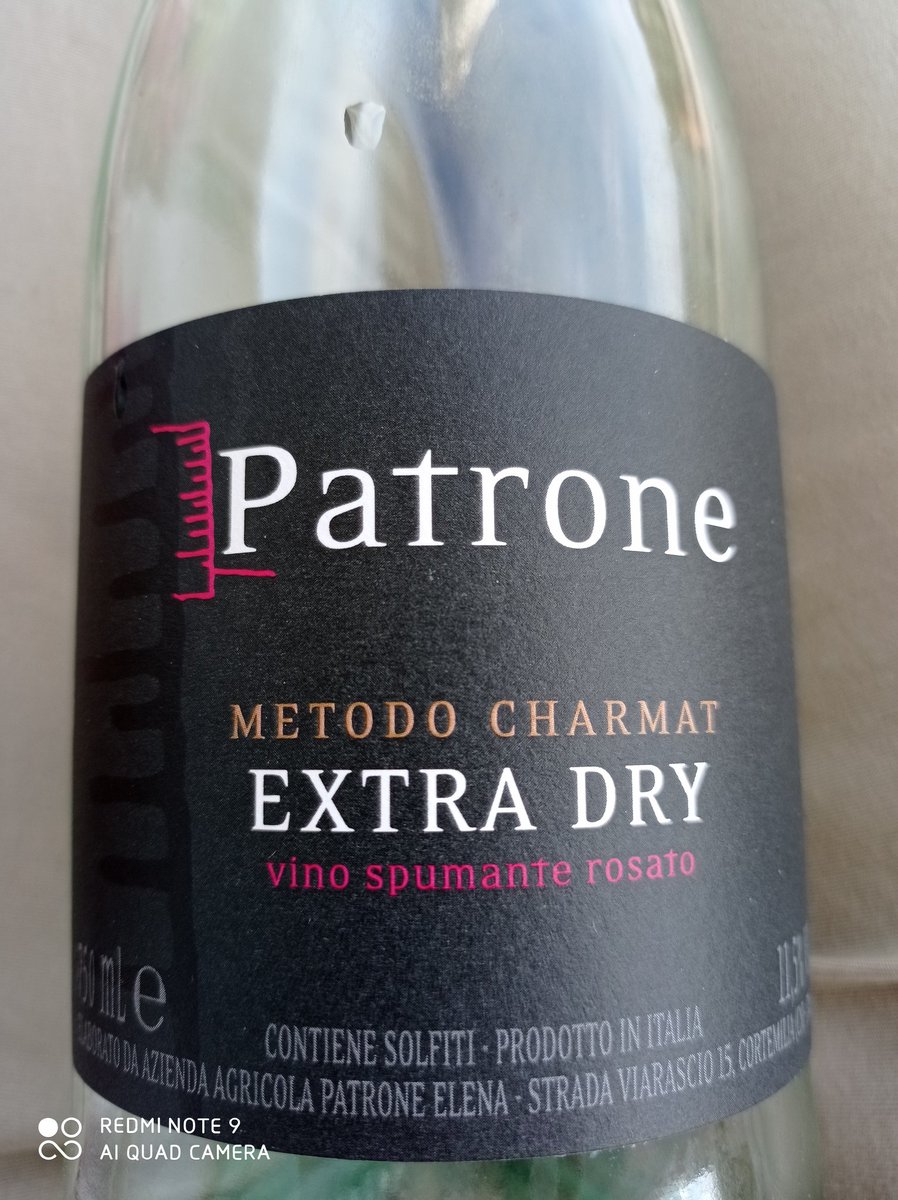 Patrone
METODO CHARMAT
EXTRA DRY
vino spumante rosato
ml e
CONTIENE SOLFITI · PRODOTTO IN ITALIA
DA AZIENDA AGRICOLA PATRONE ELENA · STRADA VIARASCIO 15,
REDMI NOTE 9
AI QUAD CAMERA